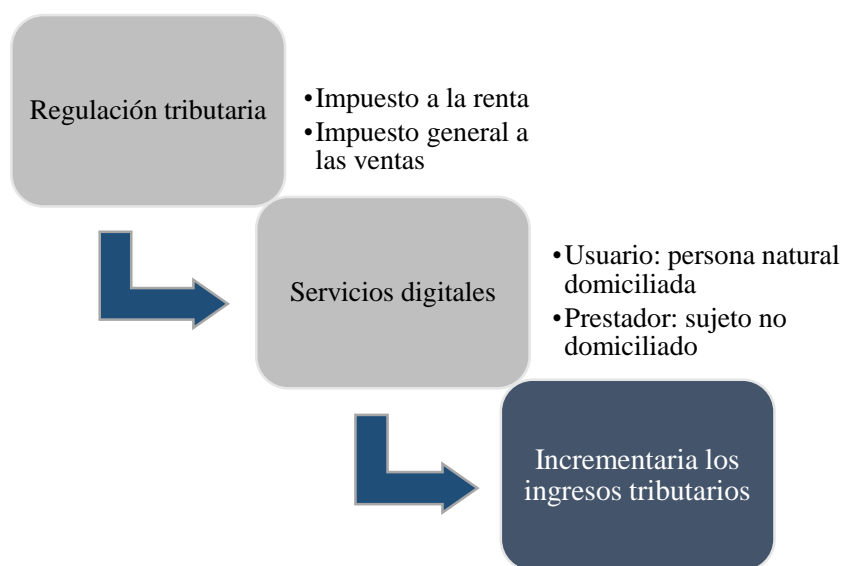 Regulación tributaria
•Impuesto a la renta
•Impuesto general a
las ventas
Servicios digitales
•Usuario: persona natural
domiciliada
•Prestador: sujeto no
domiciliado
Incrementaria los
ingresos tributarios